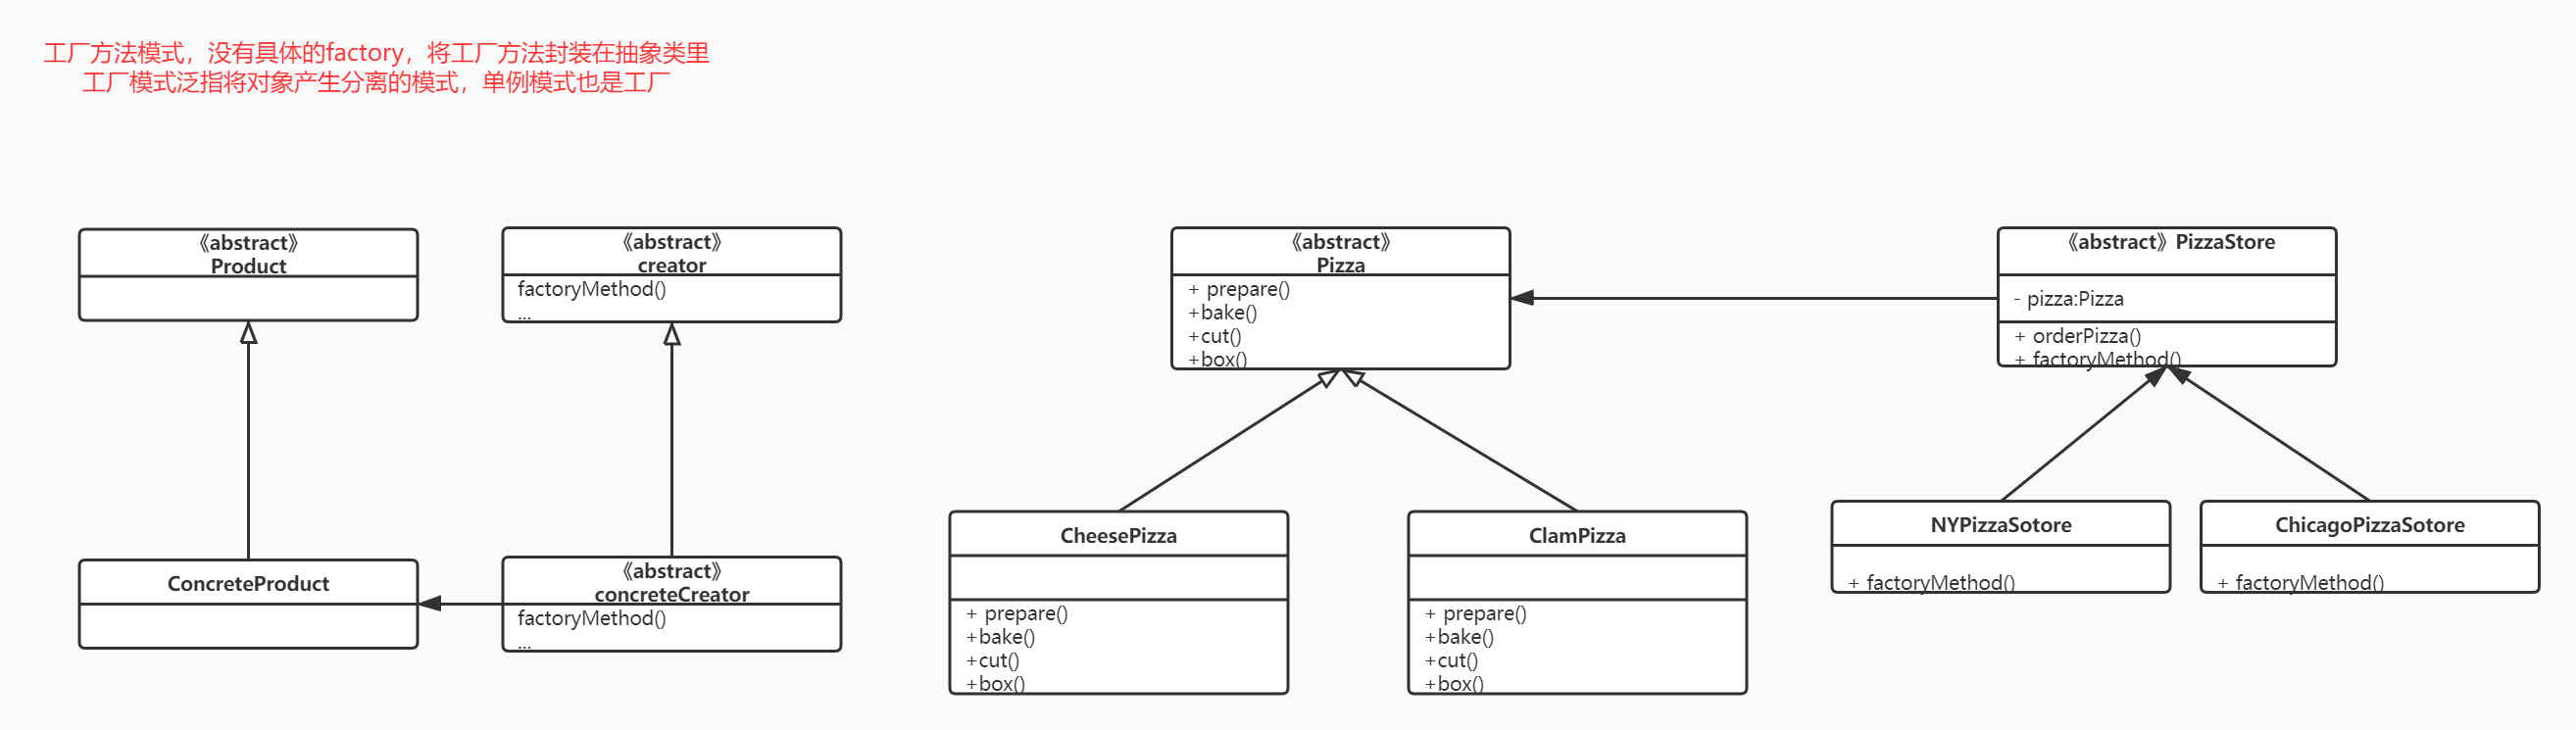 工厂方法模式，没有具体的factory，将工厂方法封装在抽象类里
工厂模式泛指将对象产生分离的模式，单例模式也是工厂
《abstract》
Product
《abstract》
creator
factoryMethod()
...
ConcreteProduct
《abstract》
concreteCreator
factoryMethod()
...
《abstract》
Pizza
+ prepare()
+bake()
+cut()
+box()
《abstract》PizzaStore
- pizza:Pizza
+ orderPizza()
+ factoryMethod()
CheesePizza
+ prepare()
+bake()
+cut()
+box()
ClamPizza
+ prepare()
+bake()
+cut()
+box()
NYPizzaSotore
+ factoryMethod()
ChicagoPizzaSotore
+ factoryMethod()